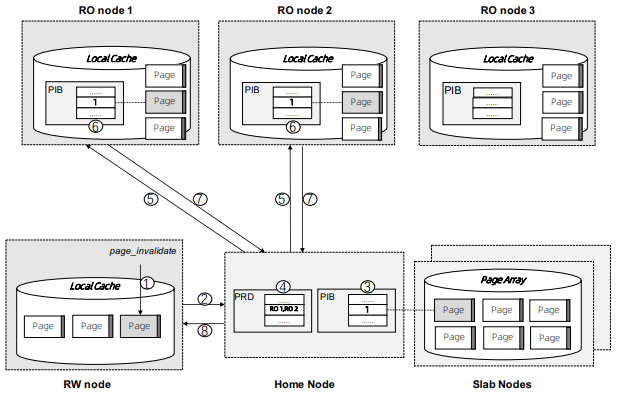 RO node 1
RO node 2
RO node 3
Local Cache
Local Cache
Local Cache
PIB
......
1
......
⑥
Page
Page
Page
PIB
......
1
......
⑥
Page
Page
Page
PIB
......
......
......
Page
Page
Page
⑤
⑦
⑤
⑦
page_invalidate
①
Local Cache
Page
Page
Page
②
⑧
PRD
④
......
RO 1,RO 2
......
PIB
③
......
1
......
Page Array
Page
Page
Page
Page
Page
Page
RW node
Home Node
Slab Nodes